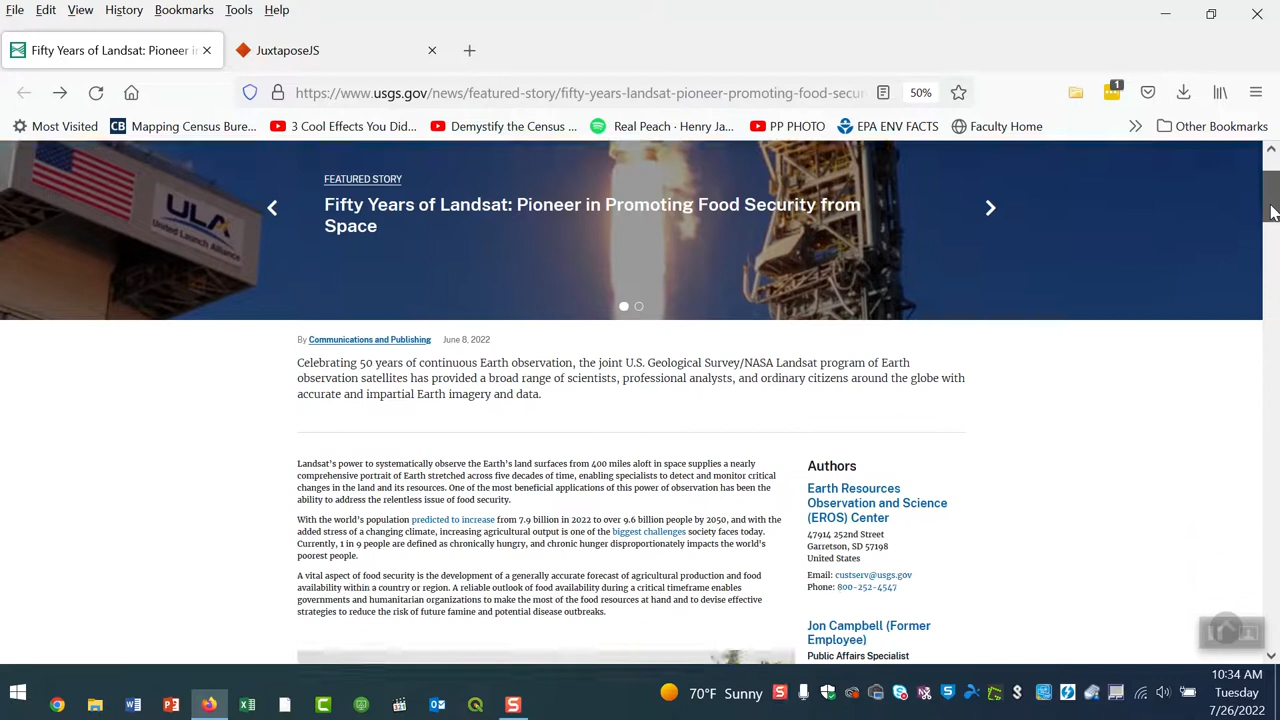 File Edit View History Bookmarks Tools Help
Fifty Years of Landsat: Pioneer in
JuxtaposeJS
https://www.usgs.gov/news/featured-story/fifty-years-landsat-pioneer-promoting-food-secur
50%
1
Most Visited
Mapping Census Bure...
3 Cool Effects You Did...
Demystify the Census ...
Real Peach · Henry Ja...
PP PHOTO
EPA ENV FACTS
Faculty Home
Other Bookmarks
ULA
United Launch Alliance
FEATURED STORY
Fifty Years of Landsat: Pioneer in Promoting Food Security from
Space
By Communications and Publishing June 8, 2022
Celebrating 50 years of continuous Earth observation, the joint U.S. Geological Survey/NASA Landsat program of Earth
observation satellites has provided a broad range of scientists, professional analysts, and ordinary citizens around the globe with
accurate and impartial Earth imagery and data.
Landsat's power to systematically observe the Earth's land surfaces from 400 miles aloft in space supplies a nearly
comprehensive portrait of Earth stretched across five decades of time, enabling specialists to detect and monitor critical
changes in the land and its resources. One of the most beneficial applications of this power of observation has been the
ability to address the relentless issue of food security.
With the world's population predicted to increase from 7.9 billion in 2022 to over 9.6 billion people by 2050, and with the
added stress of a changing climate, increasing agricultural output is one of the biggest challenges society faces today.
Currently, 1 in 9 people are defined as chronically hungry, and chronic hunger disproportionately impacts the world's
poorest people.
A vital aspect of food security is the development of a generally accurate forecast of agricultural production and food
availability within a country or region. A reliable outlook of food availability during a critical timeframe enables
governments and humanitarian organizations to make the most of the food resources at hand and to devise effective
strategies to reduce the risk of future famine and potential disease outbreaks.
Authors
Earth Resources
Observation and Science
(EROS) Center
47914 252nd Street
Garretson, SD 57198
United States
Email: custserv@usgs.gov
Phone: 800-252-4547
Jon Campbell (Former
Employee)
Public Affairs Specialist
70°F Sunny
10:34 AM
Tuesday
7/26/2022